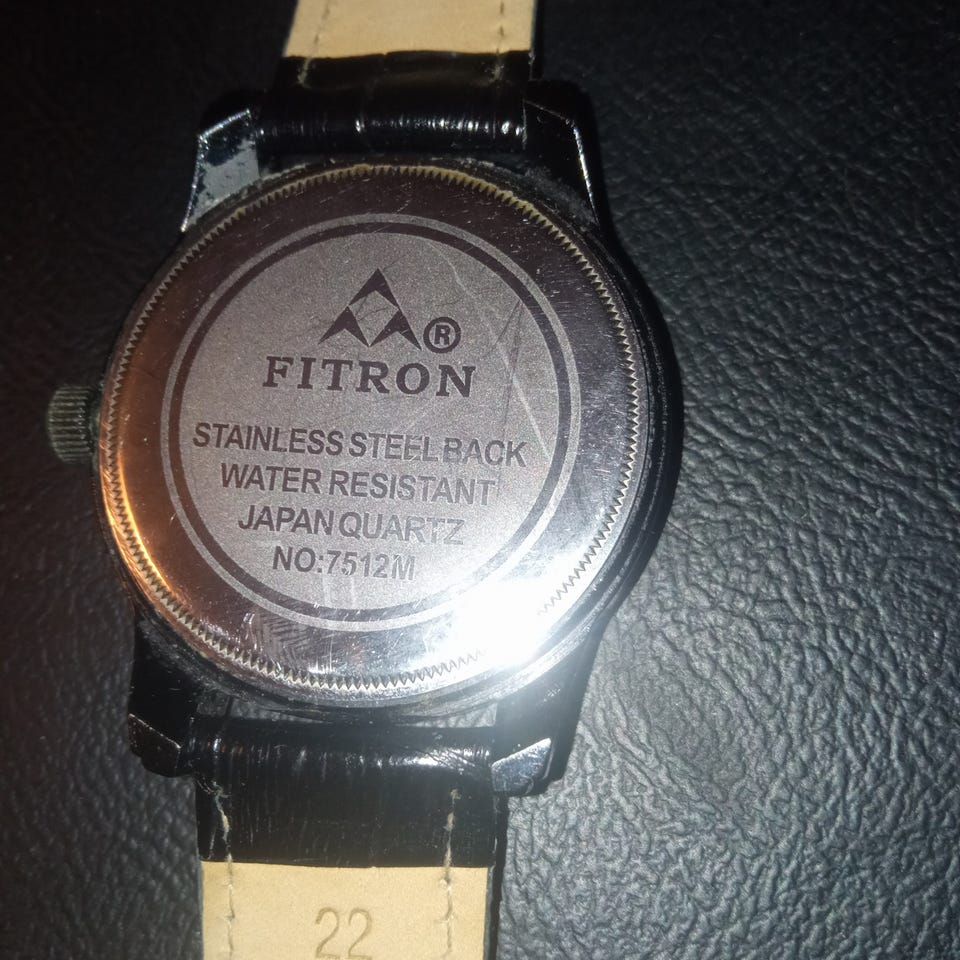 ®
FITRON
STAINLESS STEEL BACK
WATER RESISTANT
JAPAN QUARTZ
NO:7512M
22